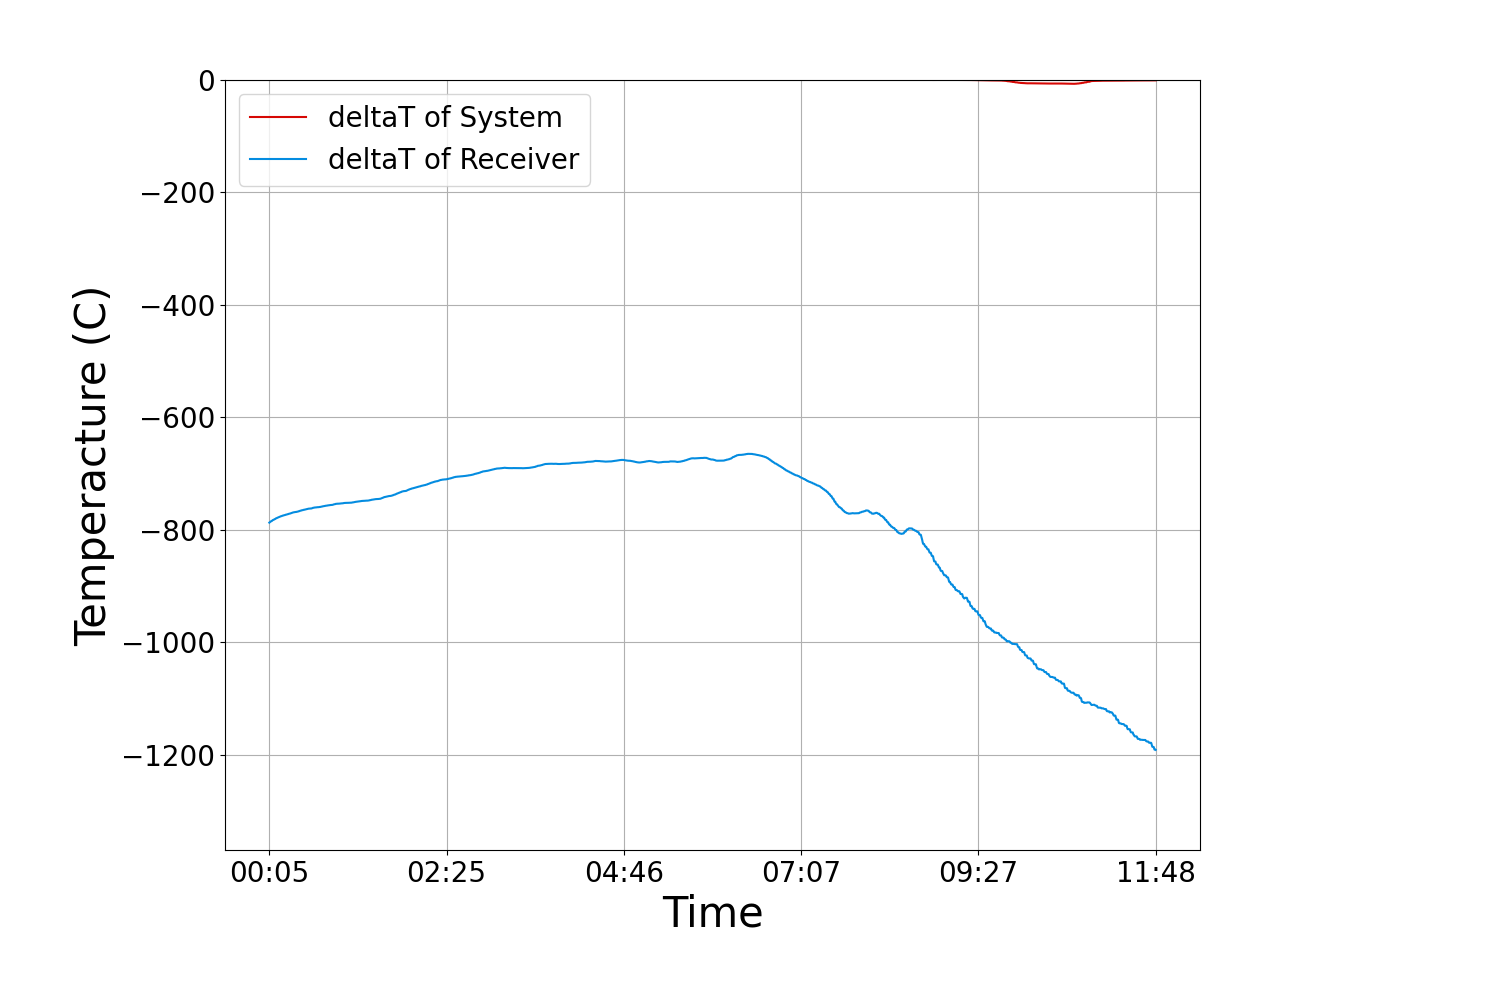 0
−200
−400
−600
−800
−1000
−1200
Temperacture (C)
deltaT of System
deltaT of Receiver
00:05 02:25 04:46 07:07 09:27 11:48
Time